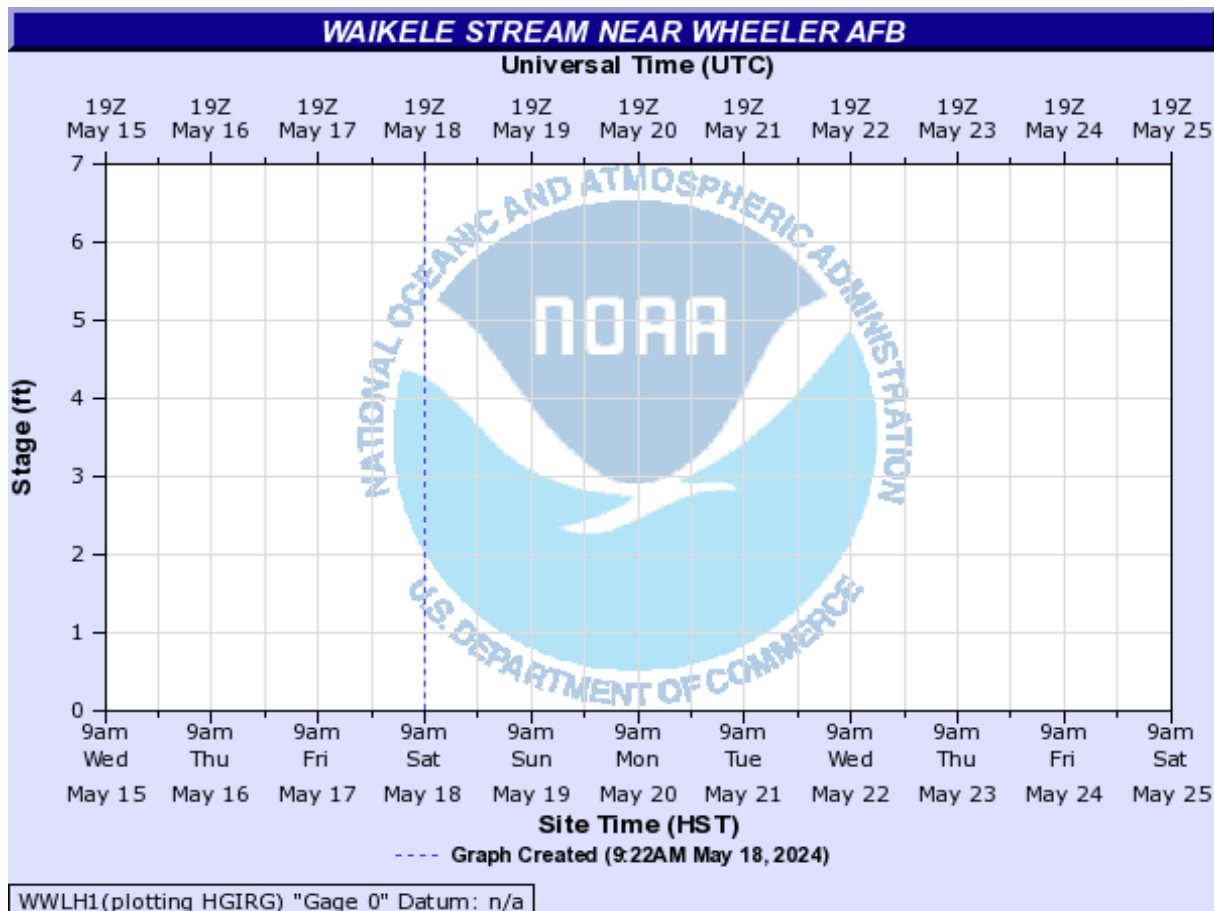 WAIKELE STREAM NEAR WHEELER AFB
Universal Time (UTC)
19Z 19Z 19Z 19Z 19Z 19Z 19Z 19Z 19Z 19Z 19Z
May 15 May 16 May 17 May 18 May 19 May 20 May 21 May 22 May 23 May 24 May 25
7
6
5
4
3
2
1
0
Stage (ft)
NATIONAL OCEANIC AND ATMOSPHERIC ADMINISTRATION
NOAA
U.S. DEPARTMENT OF COMMERCE
9am 9am 9am 9am 9am 9am 9am 9am 9am 9am 9am
Wed Thu Fri Sat Sun Mon Tue Wed Thu Fri Sat
May 15 May 16 May 17 May 18 May 19 May 20 May 21 May 22 May 23 May 24 May 25
Site Time (HST)
---- Graph Created (9:22AM May 18, 2024)
WWLH1(plotting HGIRG) "Gage 0" Datum: n/a